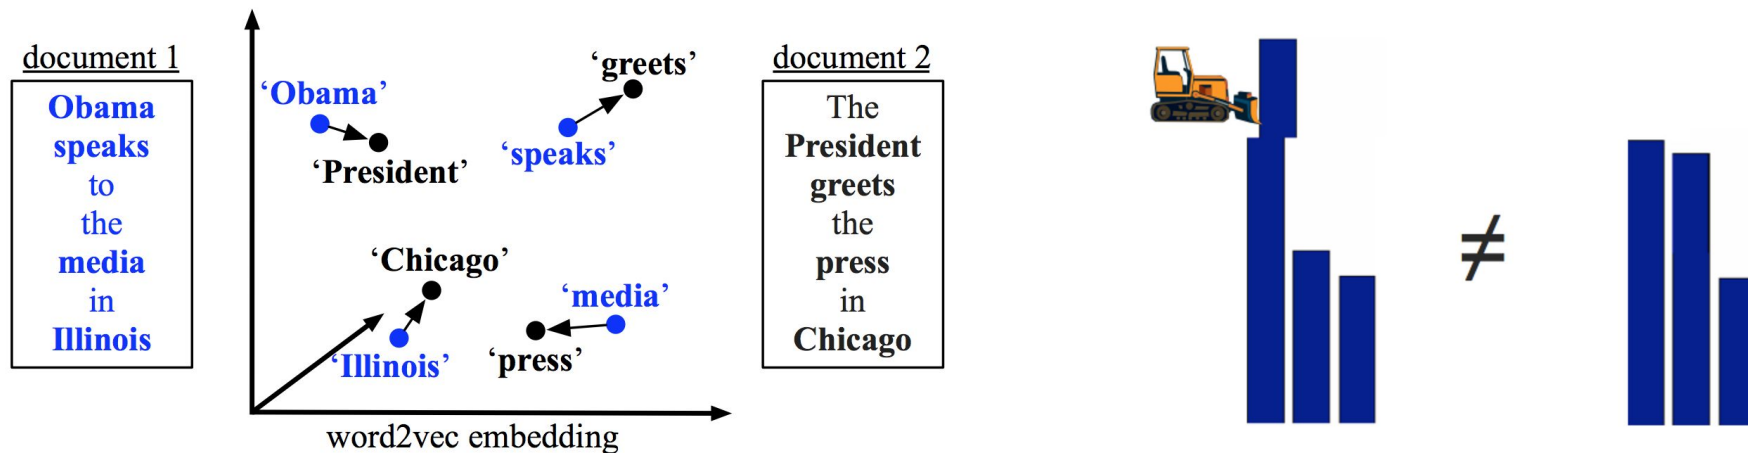 document 1
Obama
speaks
to
the
media
in
Illinois
‘Obama’
‘President’
‘greets’
‘speaks’
‘Chicago’
‘Illinois’
‘media’
‘press’
word2vec embedding
document 2
The
President
greets
the
press
in
Chicago
≠